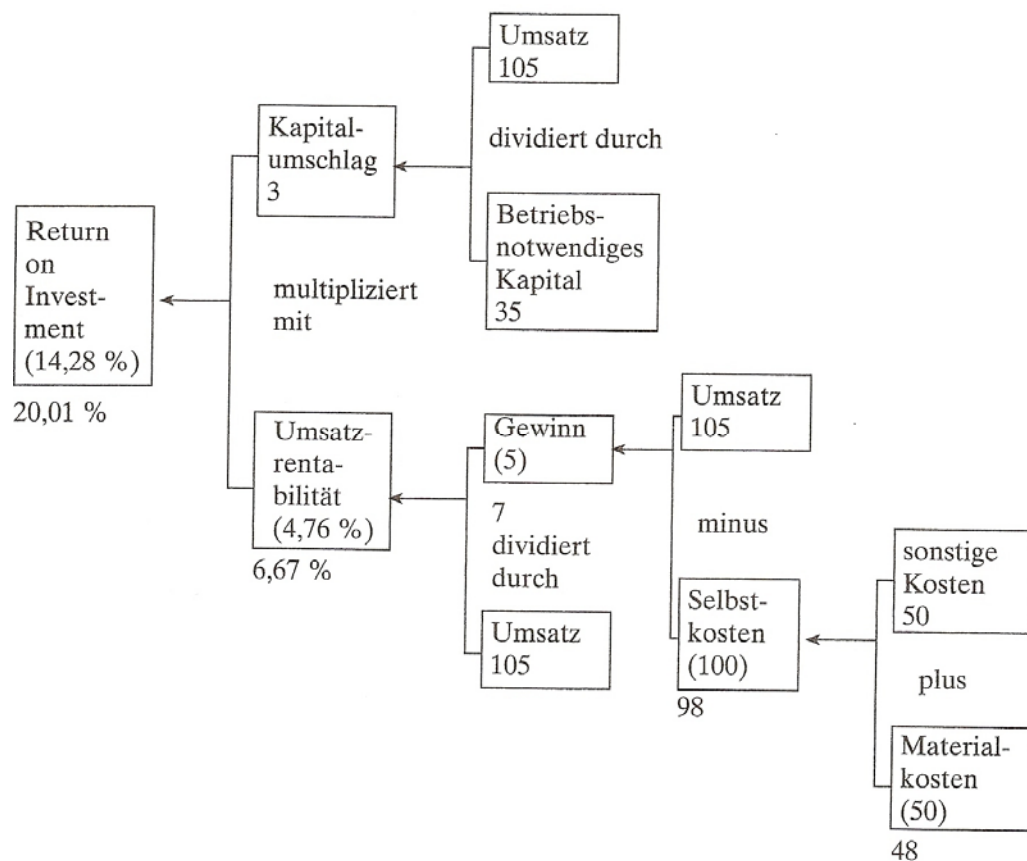 Umsatz
105
dividiert durch
Kapital-
umschlag
3
Betriebs-
notwendiges
Kapital
35
Return
on
Invest-
ment
(14,28 %)
20,01 %
multipliziert
mit
Umsatz-
renta-
bilität
(4,76 %)
6,67 %
Gewinn
(5)
7
dividiert
durch
Umsatz
105
Umsatz
105
minus
Selbst-
kosten
(100)
98
sonstige
Kosten
50
plus
Material-
kosten
(50)
48